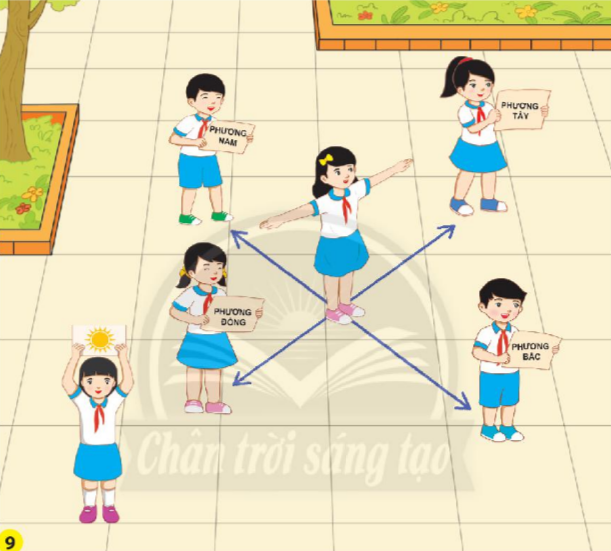 PHƯƠNG
TÂY
PHƯƠNG
NAM
PHƯƠNG
ĐÔNG
PHƯƠNG
BẮC
Chân trời sáng tạo
9